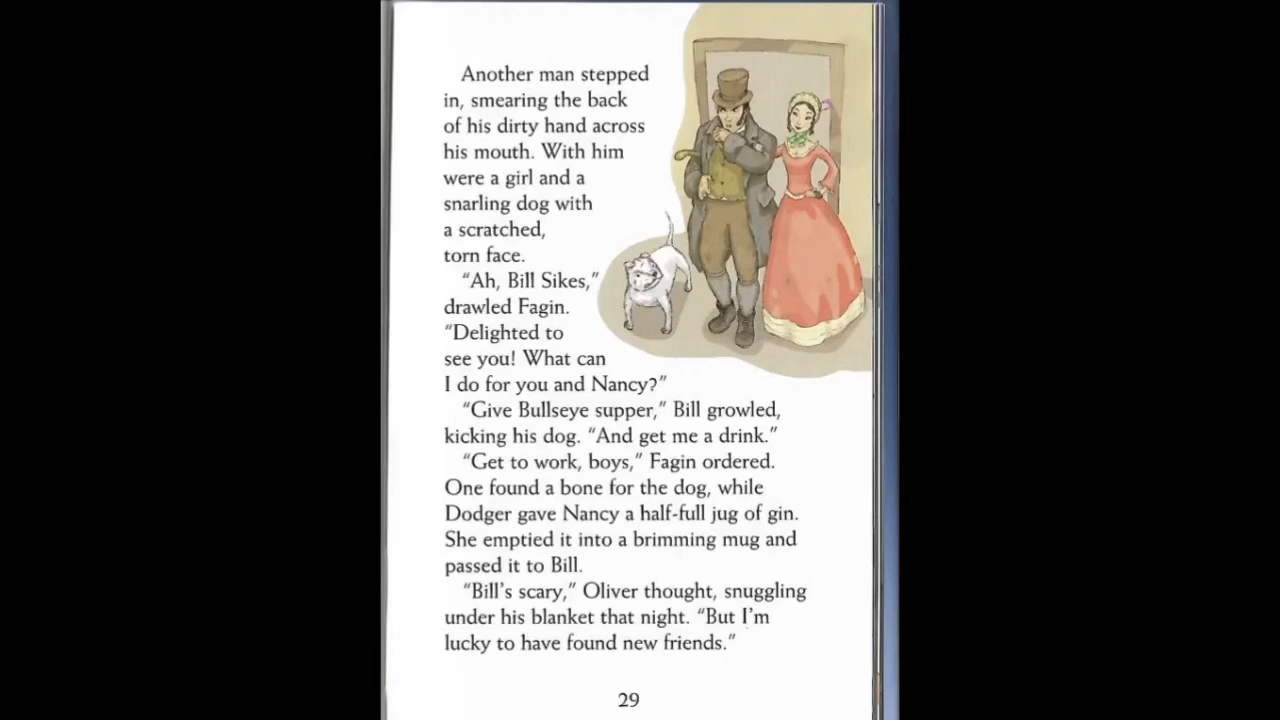 Another man stepped
in, smearing the back
of his dirty hand across
his mouth. With him
were a girl and a
snarling dog with
a scratched,
torn face.
“Ah, Bill Sikes,”
drawled Fagin.
“Delighted to
see you! What can
I do for you and Nancy?”
“Give Bullseye supper,” Bill growled,
kicking his dog. “And get me a drink.”
“Get to work, boys,” Fagin ordered.
One found a bone for the dog, while
Dodger gave Nancy a half-full jug of gin.
She emptied it into a brimming mug and
passed it to Bill.
“Bill’s scary,” Oliver thought, snuggling
under his blanket that night. “But I’m
lucky to have found new friends.”
29